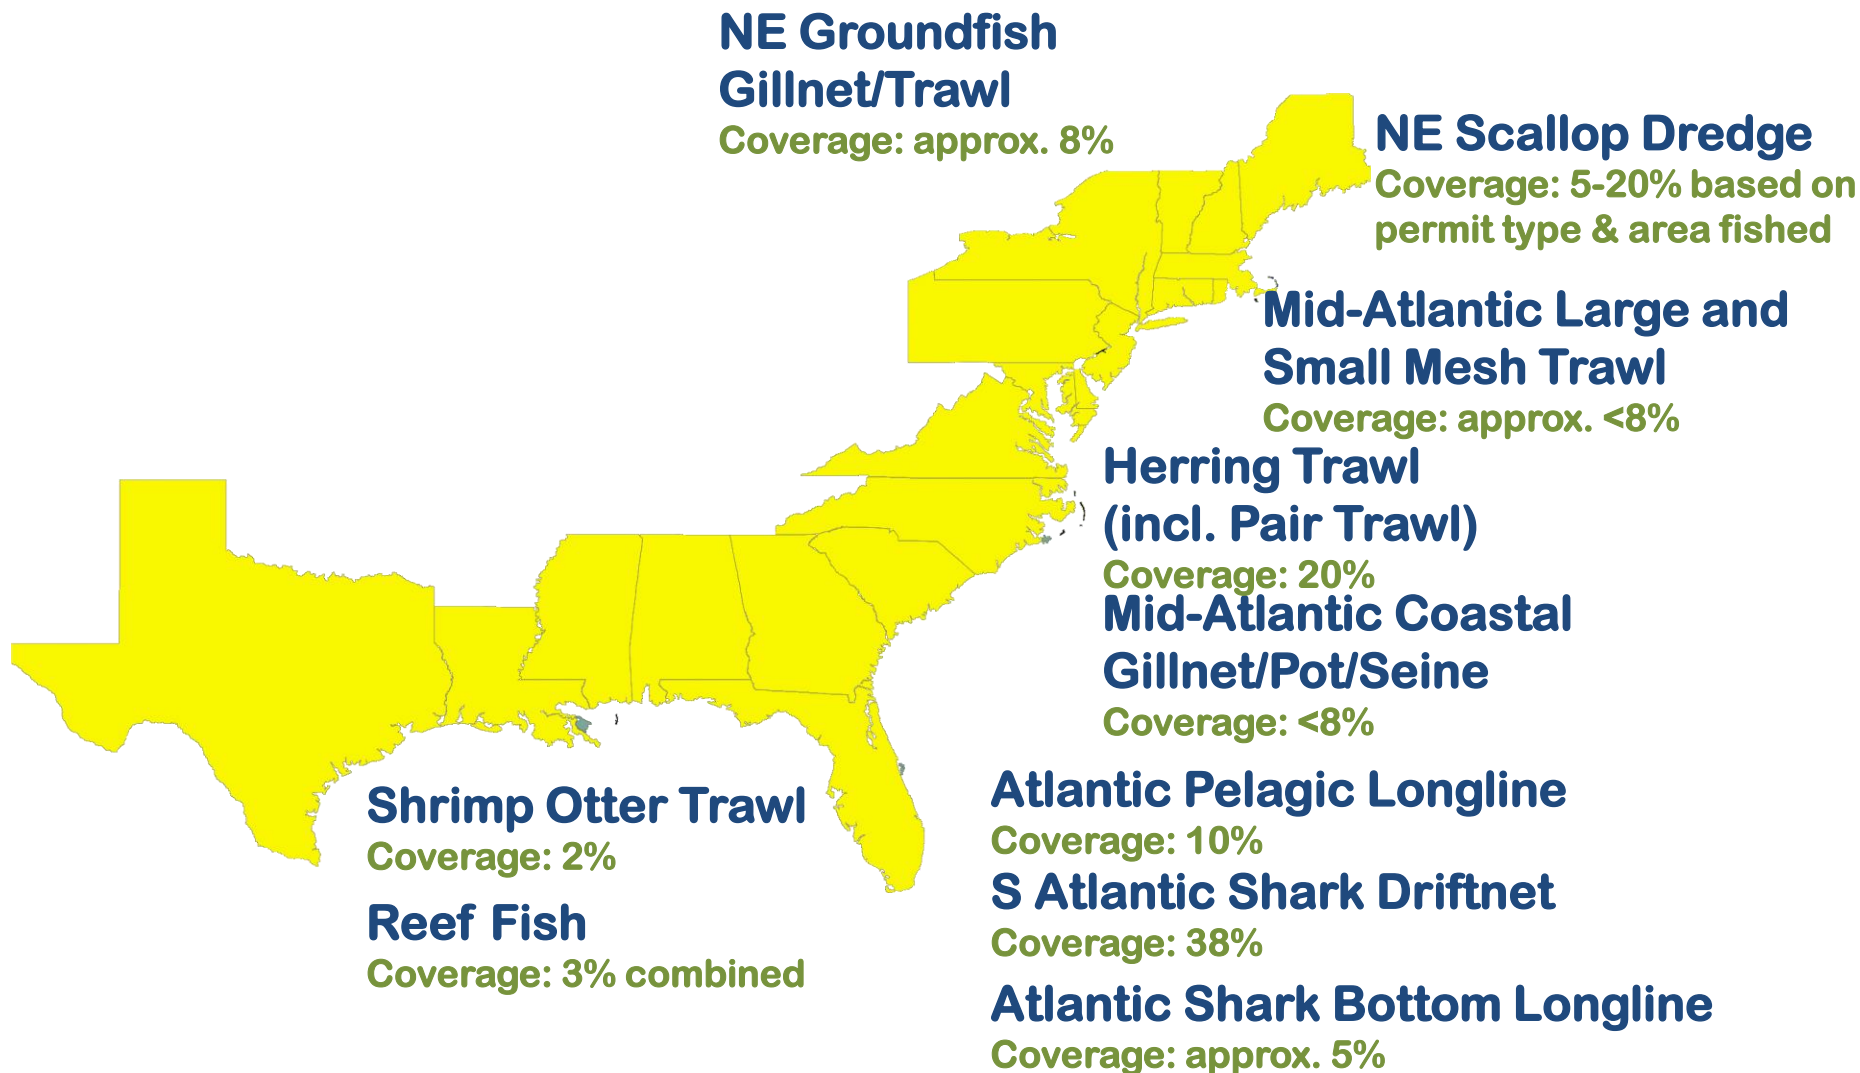 NE Groundfish
Gillnet/Trawl
Coverage: approx. 8%
NE Scallop Dredge
Coverage: 5-20% based on
permit type & area fished
Mid-Atlantic Large and
Small Mesh Trawl
Coverage: approx. <8%
Herring Trawl
(incl. Pair Trawl)
Coverage: 20%
Mid-Atlantic Coastal
Gillnet/Pot/Seine
Coverage: <8%
Atlantic Pelagic Longline
Coverage: 10%
S Atlantic Shark Driftnet
Coverage: 38%
Atlantic Shark Bottom Longline
Coverage: approx. 5%
Shrimp Otter Trawl
Coverage: 2%
Reef Fish
Coverage: 3% combined